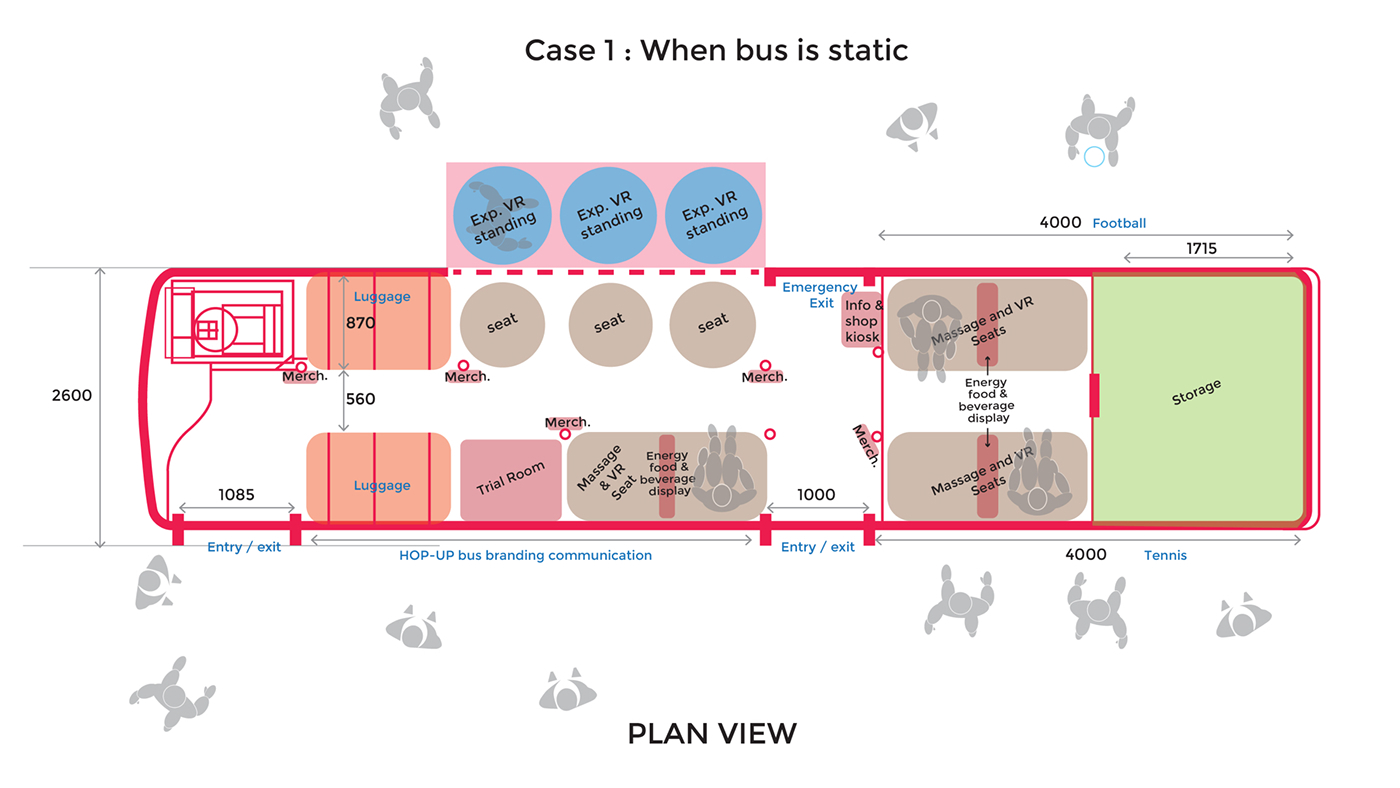 Case 1 : When bus is static
Exp. VR
standing
Exp. VR
standing
Exp. VR
standing
4000 Football
1715
Luggage
870
seat
seat
seat
Emergency
Exit
Info &
shop
kiosk
Massage and VR
Seats
Storage
Merch.
Merch.
Merch.
2600
560
Energy
food &
beverage
display
Merch.
Merch.
Luggage
Trial Room
Massage
& VR
Seat
Energy
food &
beverage
display
Massage and VR
Seats
1085
1000
Entry / exit
HOP-UP bus branding communication
Entry / exit
4000 Tennis
PLAN VIEW